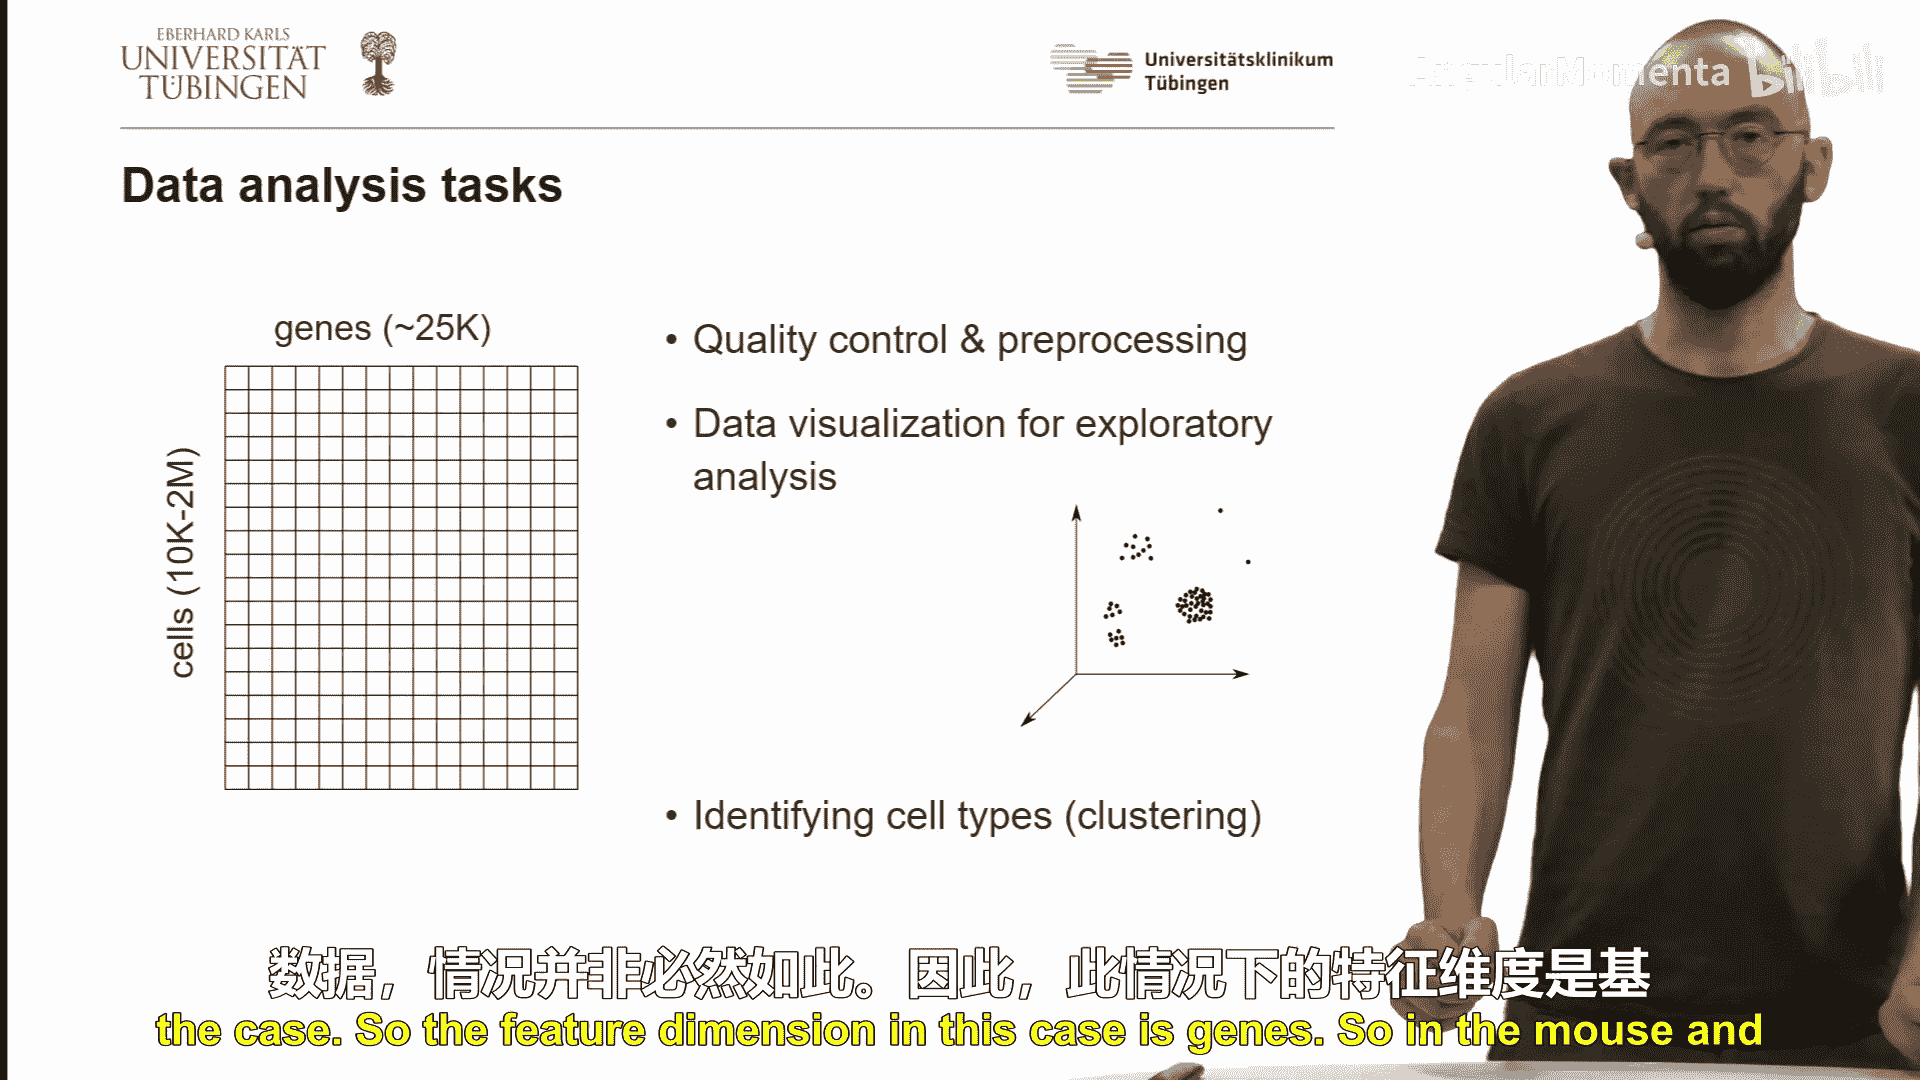 EBERHARD KARLS
UNIVERSITÄT
TÜBINGEN
Universitätsklinikum
Tübingen
AngularMomenta bilibili
Data analysis tasks
genes (~25K)
cells (10K-2M)
• Quality control & preprocessing
• Data visualization for exploratory
analysis
• Identifying cell types (clustering)
数据，情况并非必然如此。因此，此情况下的特征维度是基
the case. So the feature dimension in this case is genes. So in the mouse and